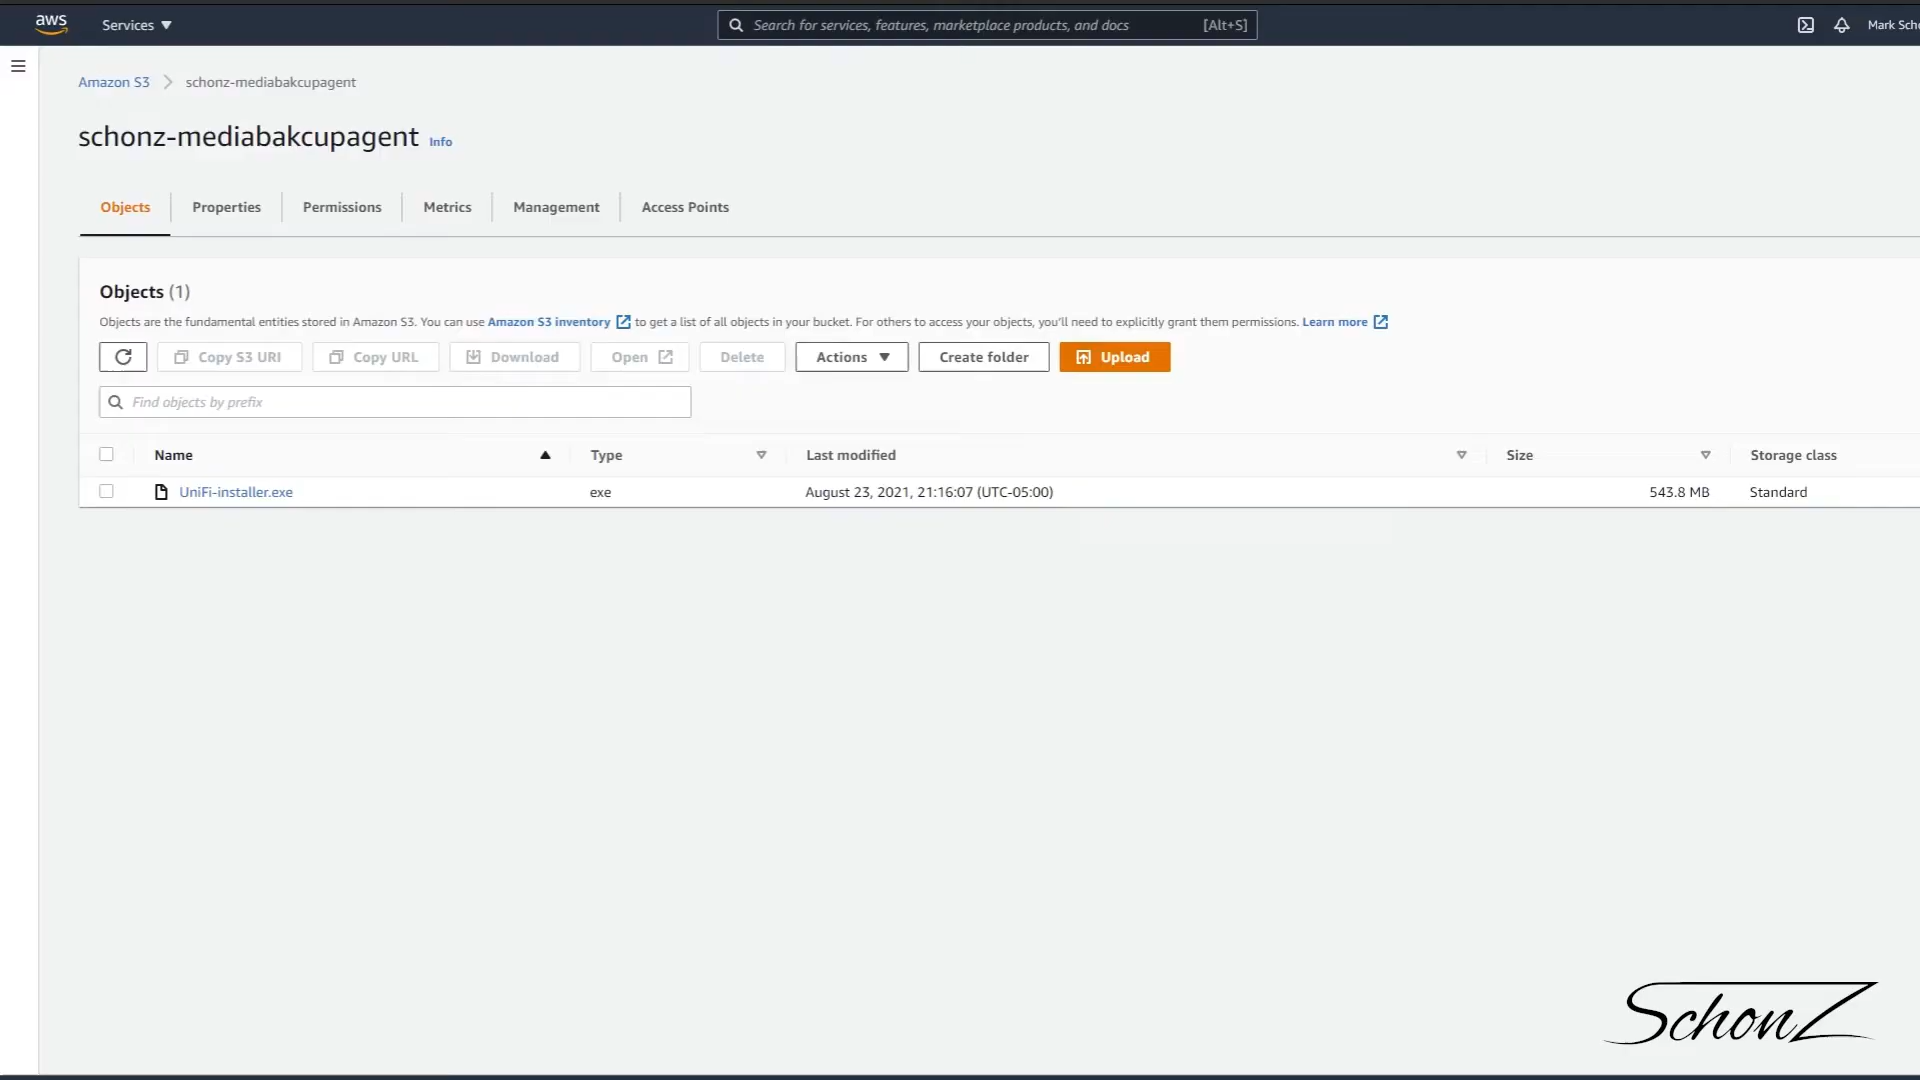 aws Services Search for services, features, marketplace products, and docs [Alt+S] Mark Scho
Amazon S3 schonz-mediabakcupagent
schonz-mediabakcupagent Info
Objects Properties Permissions Metrics Management Access Points
Objects (1)
Objects are the fundamental entities stored in Amazon S3. You can use Amazon S3 inventory to get a list of all objects in your bucket. For others to access your objects, you'll need to explicitly grant them permissions. Learn more
Copy S3 URI Copy URL Download Open Delete Actions Create folder Upload
Find objects by prefix
Name Type Last modified Size Storage class
UniFi-installer.exe exe August 23, 2021, 21:16:07 (UTC-05:00) 543.8 MB Standard
SchonZ